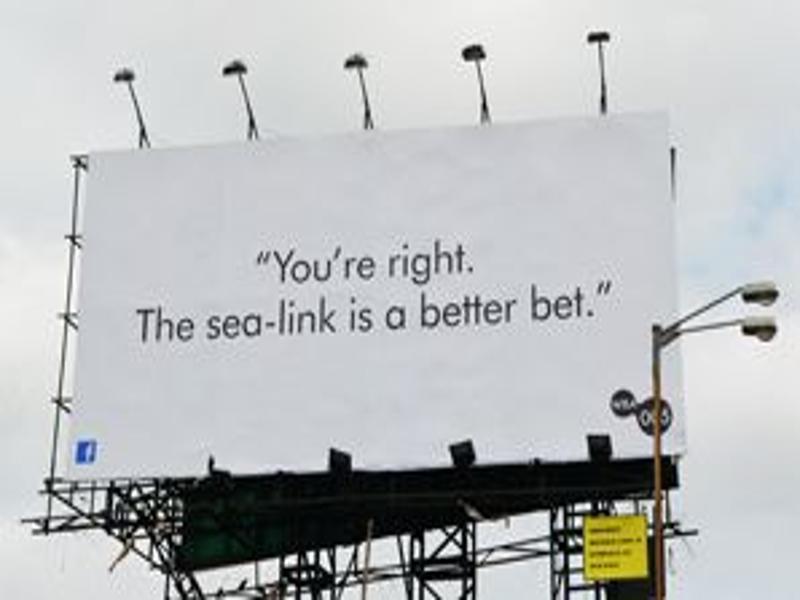 “You’re right.
The sea-link is a better bet.”
f